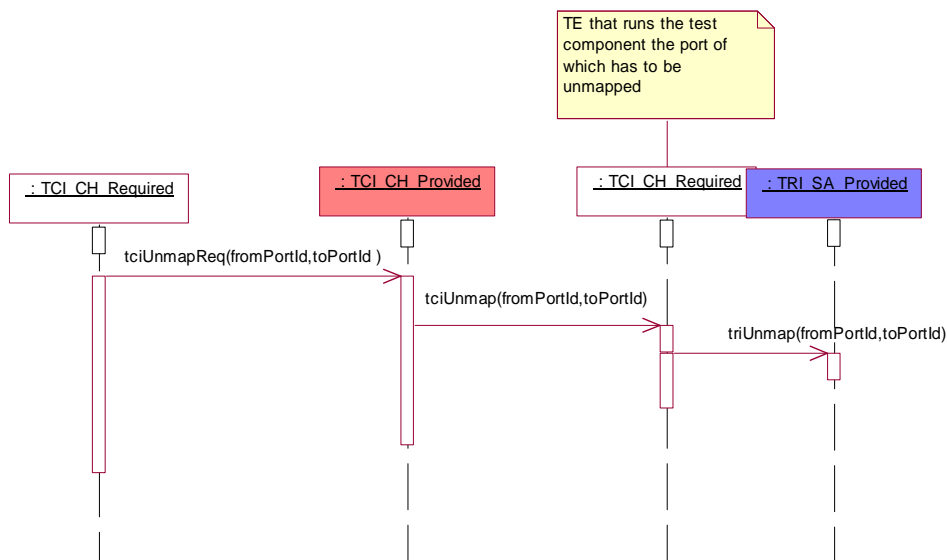 TE that runs the test
component the port of
which has to be
unmapped
: TCI_CH_Required
: TCI_CH_Provided
: TCI_CH_Required
: TRI_SA_Provided
tciUnmapReq(fromPortId,toPortId )
tciUnmap(fromPortId,toPortId)
triUnmap(fromPortId,toPortId)